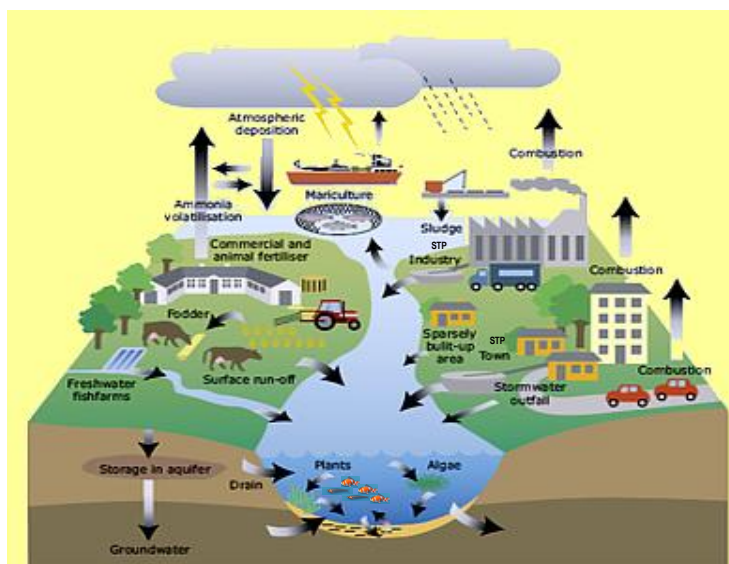 Atmospheric
deposition
Combustion
Mariculture
Ammonia
volatilisation
Sludge
STP
Commercial and
animal fertiliser
Industry
Combustion
Fodder
Sparsely
bulit-up
area
STP
Town
Freshwater
fishfarms
Surface run-off
Stormwater
outfall
Combustion
Storage in aquifer
Plants
Algae
Drain
Groundwater